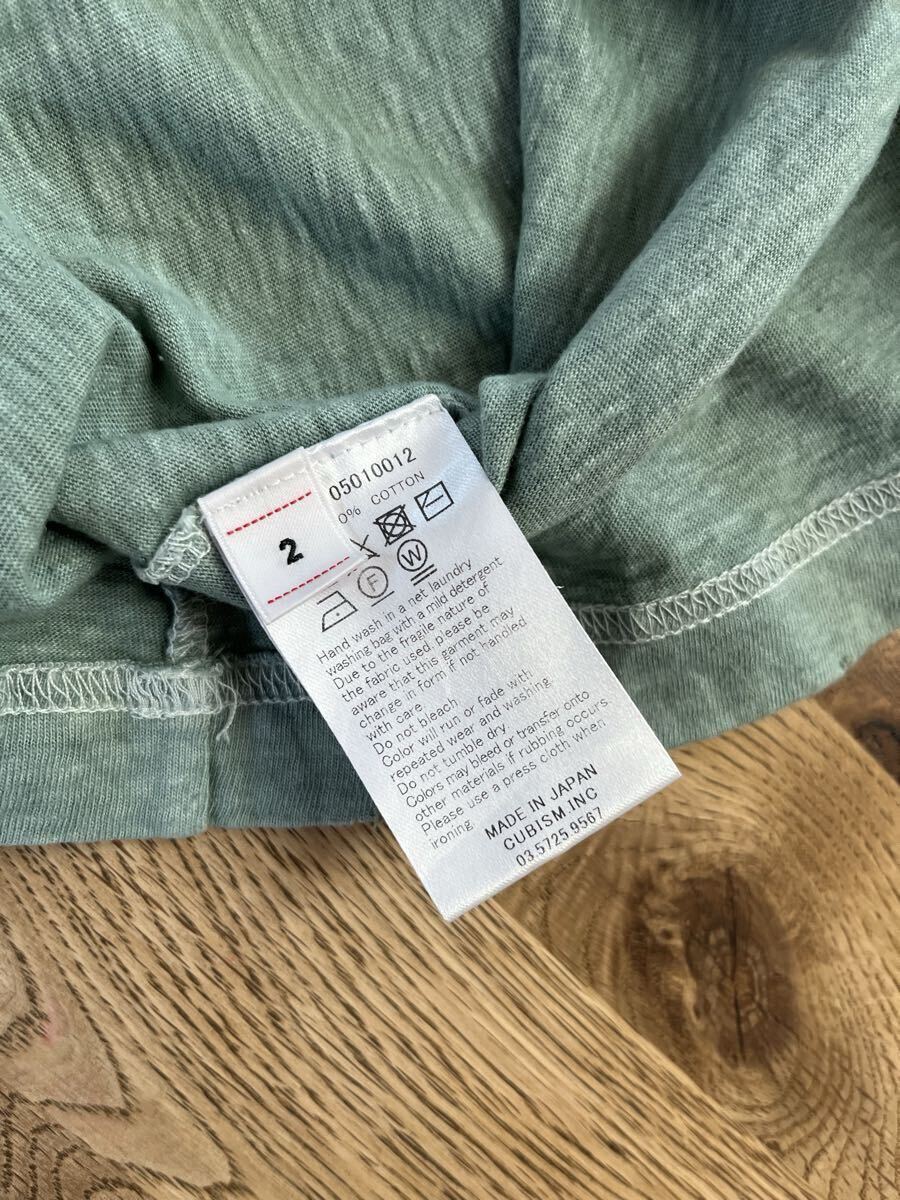 2
05010012
0% COTTON
F W
Hand wash in a net laundry
washing bag with a mild detergent
Due to the fragile nature of
the fabric used, please be
aware that this garment may
change in form if not handled
with care.
Do not bleach.
Color will run or fade with
repeated wear and washing.
Do not tumble dry.
Colors may bleed or transfer onto
other materials if rubbing occurs.
Please use a press cloth when
ironing.
MADE IN JAPAN
CUBISM.INC
03.5725.9567